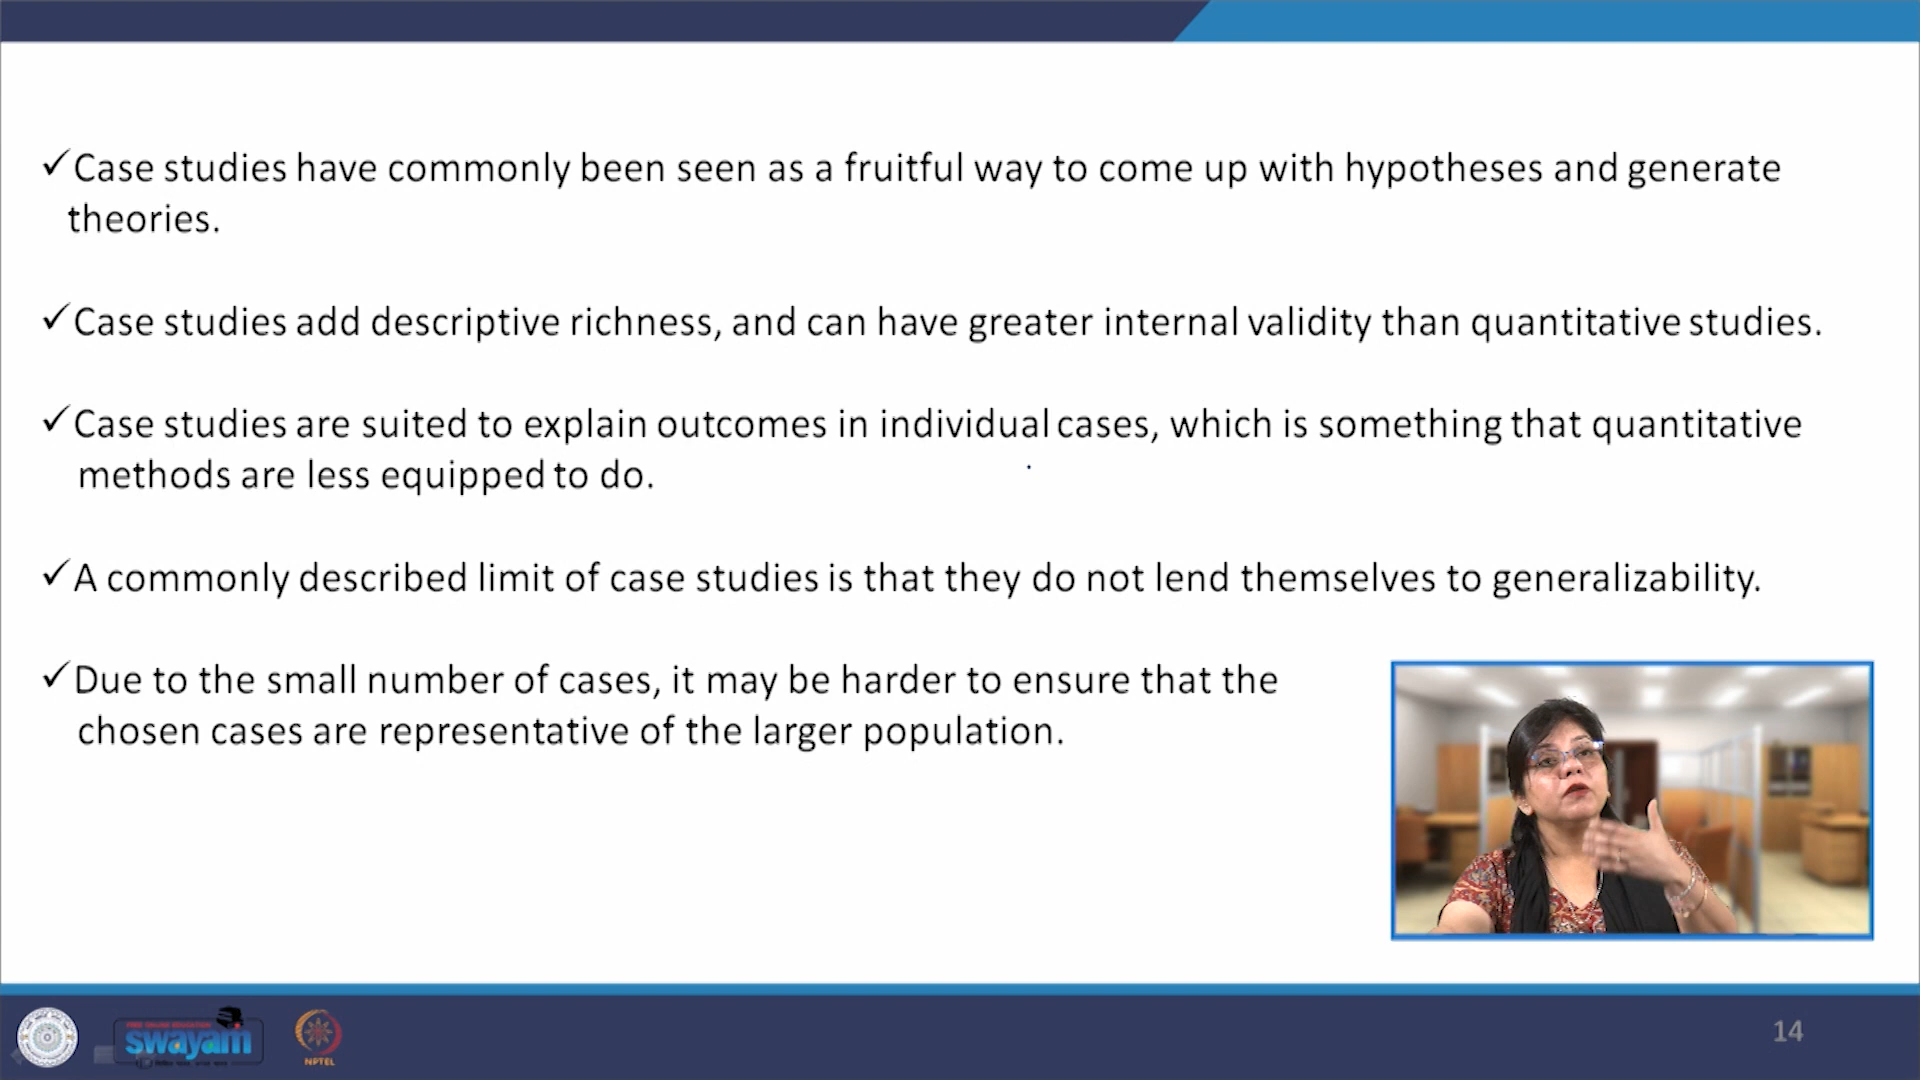 ✓Case studies have commonly been seen as a fruitful way to come up with hypotheses and generate
theories.
✓Case studies add descriptive richness, and can have greater internal validity than quantitative studies.
✓Case studies are suited to explain outcomes in individual cases, which is something that quantitative
methods are less equipped to do.
✓A commonly described limit of case studies is that they do not lend themselves to generalizability.
✓Due to the small number of cases, it may be harder to ensure that the
chosen cases are representative of the larger population.
FREE ONLINE EDUCATION
swayam
NPTEL
14